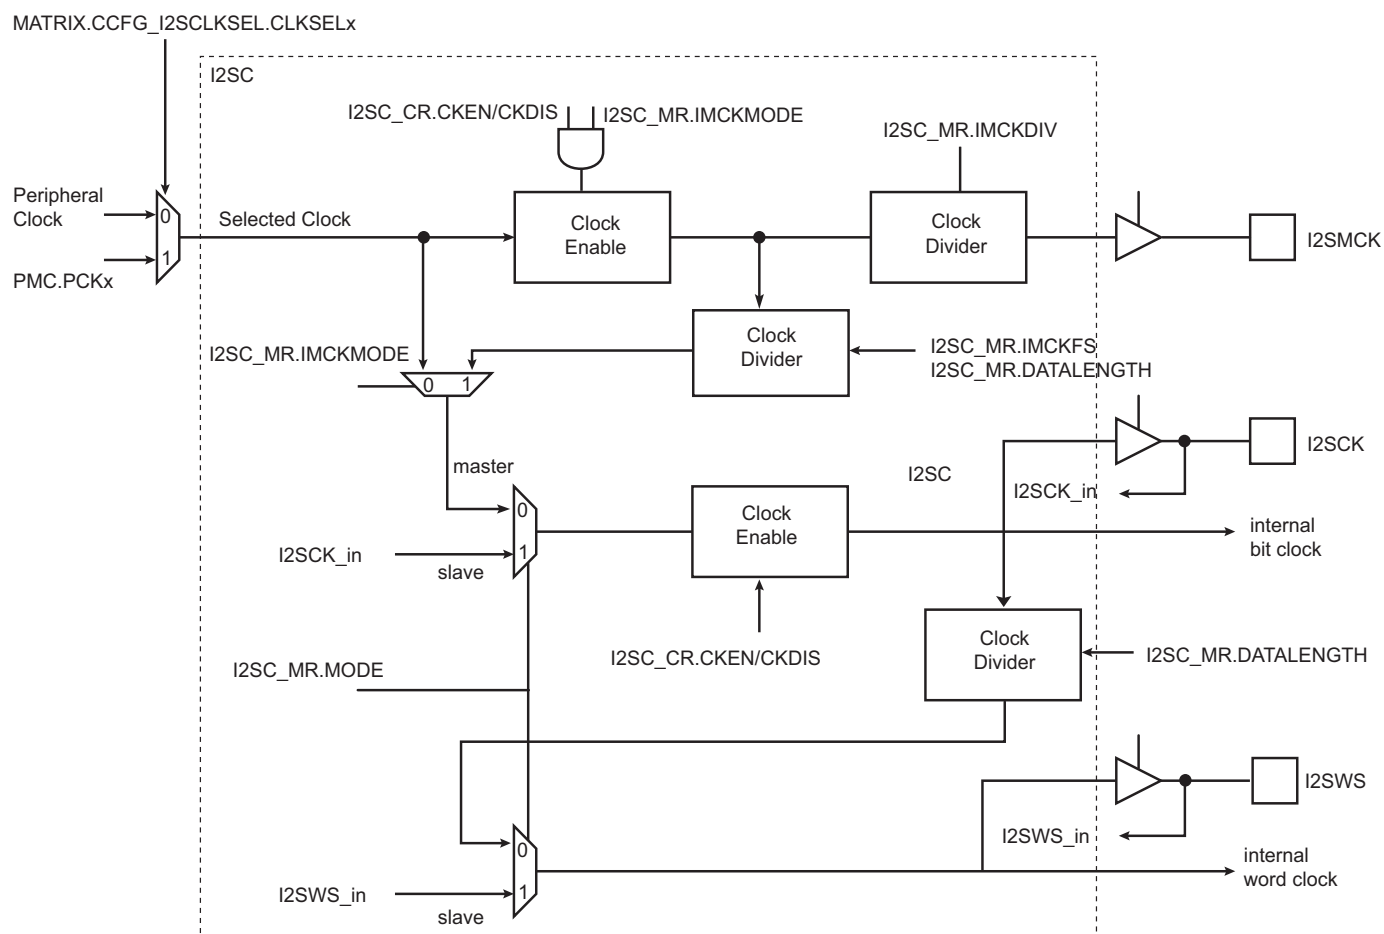 MATRIX.CCFG_I2SCLKSEL.CLKSELx
I2SC
I2SC_CR.CKEN/CKDIS
I2SC_MR.IMCKMODE
I2SC_MR.IMCKDIV
Peripheral
Clock
0
1
PMC.PCKx
Selected Clock
Clock
Enable
Clock
Divider
I2SMCK
I2SC_MR.IMCKMODE
0 1
Clock
Divider
I2SC_MR.IMCKFS
I2SC_MR.DATALENGTH
master
I2SC
I2SCK
I2SCK_in
0
1
I2SCK_in
slave
Clock
Enable
internal
bit clock
I2SC_CR.CKEN/CKDIS
I2SC_MR.MODE
Clock
Divider
I2SC_MR.DATALENGTH
I2SWS
I2SWS_in
0
1
I2SWS_in
slave
internal
word clock